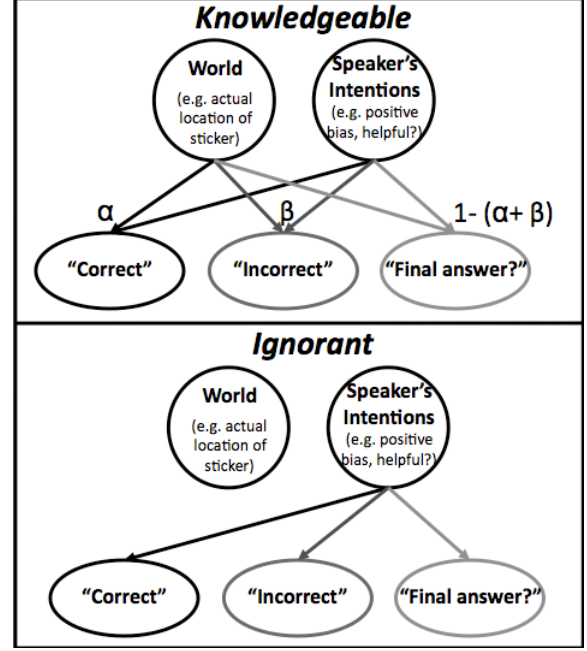 Knowledgeable
World
(e.g. actual
location of
sticker)
Speaker's
Intentions
(e.g. positive
bias, helpful?)
α
β
1- (α+ β)
"Correct"
"Incorrect"
"Final answer?"
Ignorant
World
(e.g. actual
location of
sticker)
Speaker's
Intentions
(e.g. positive
bias, helpful?)
"Correct"
"Incorrect"
"Final answer?"